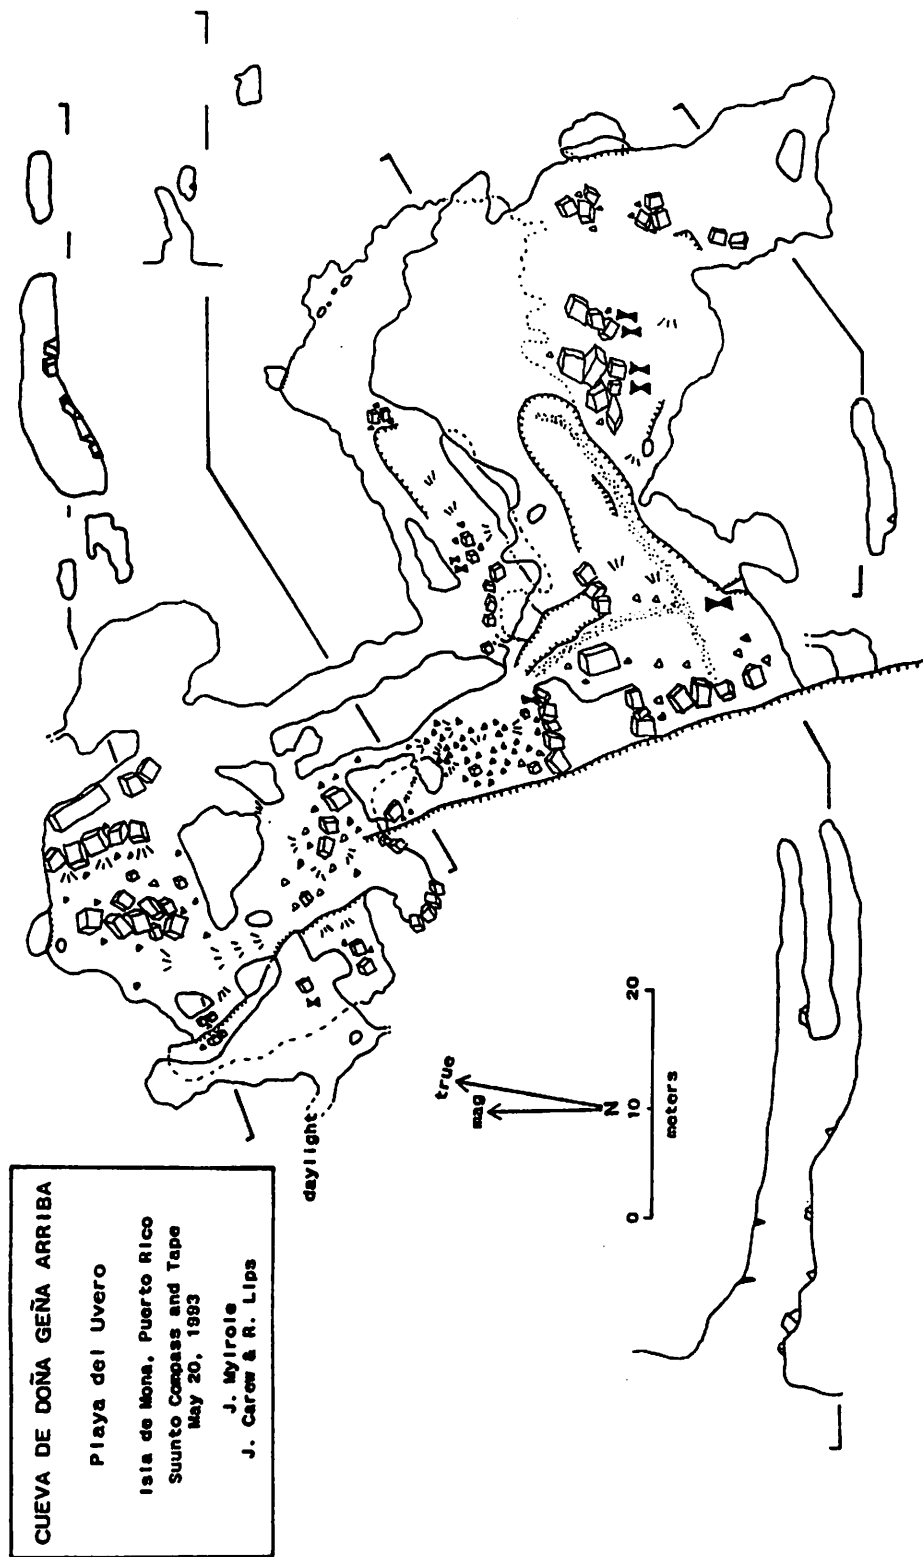 CUEVA DE DOÑA GEÑA ARRIBA
Playa del Uvero
Isla de Mona, Puerto Rico
Suunto Compass and Tape
May 20, 1993
J. Mylroie
J. Carew & R. Lips
daylight
true
mag
N
0 10 20
meters